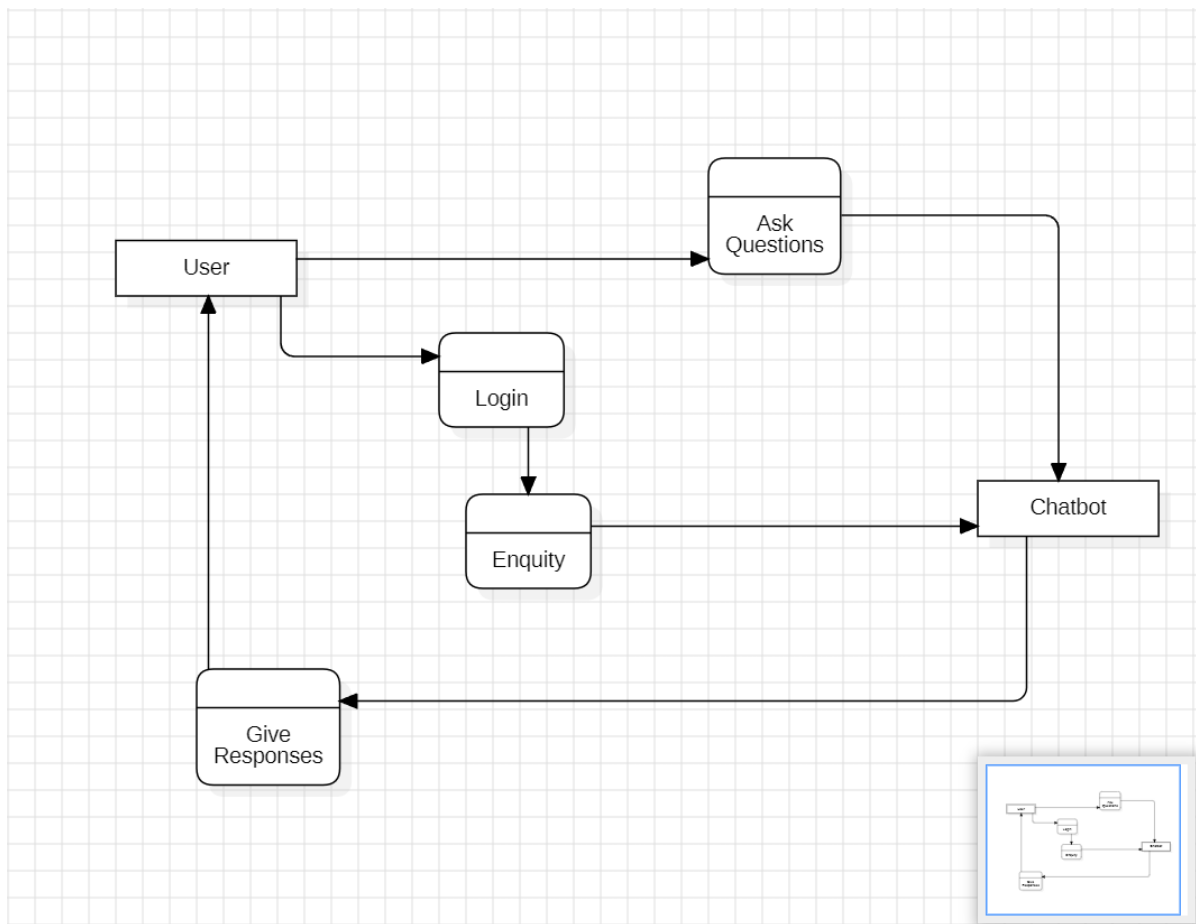 Ask
Questions
User
Login
Chatbot
Enquity
Give
Responses